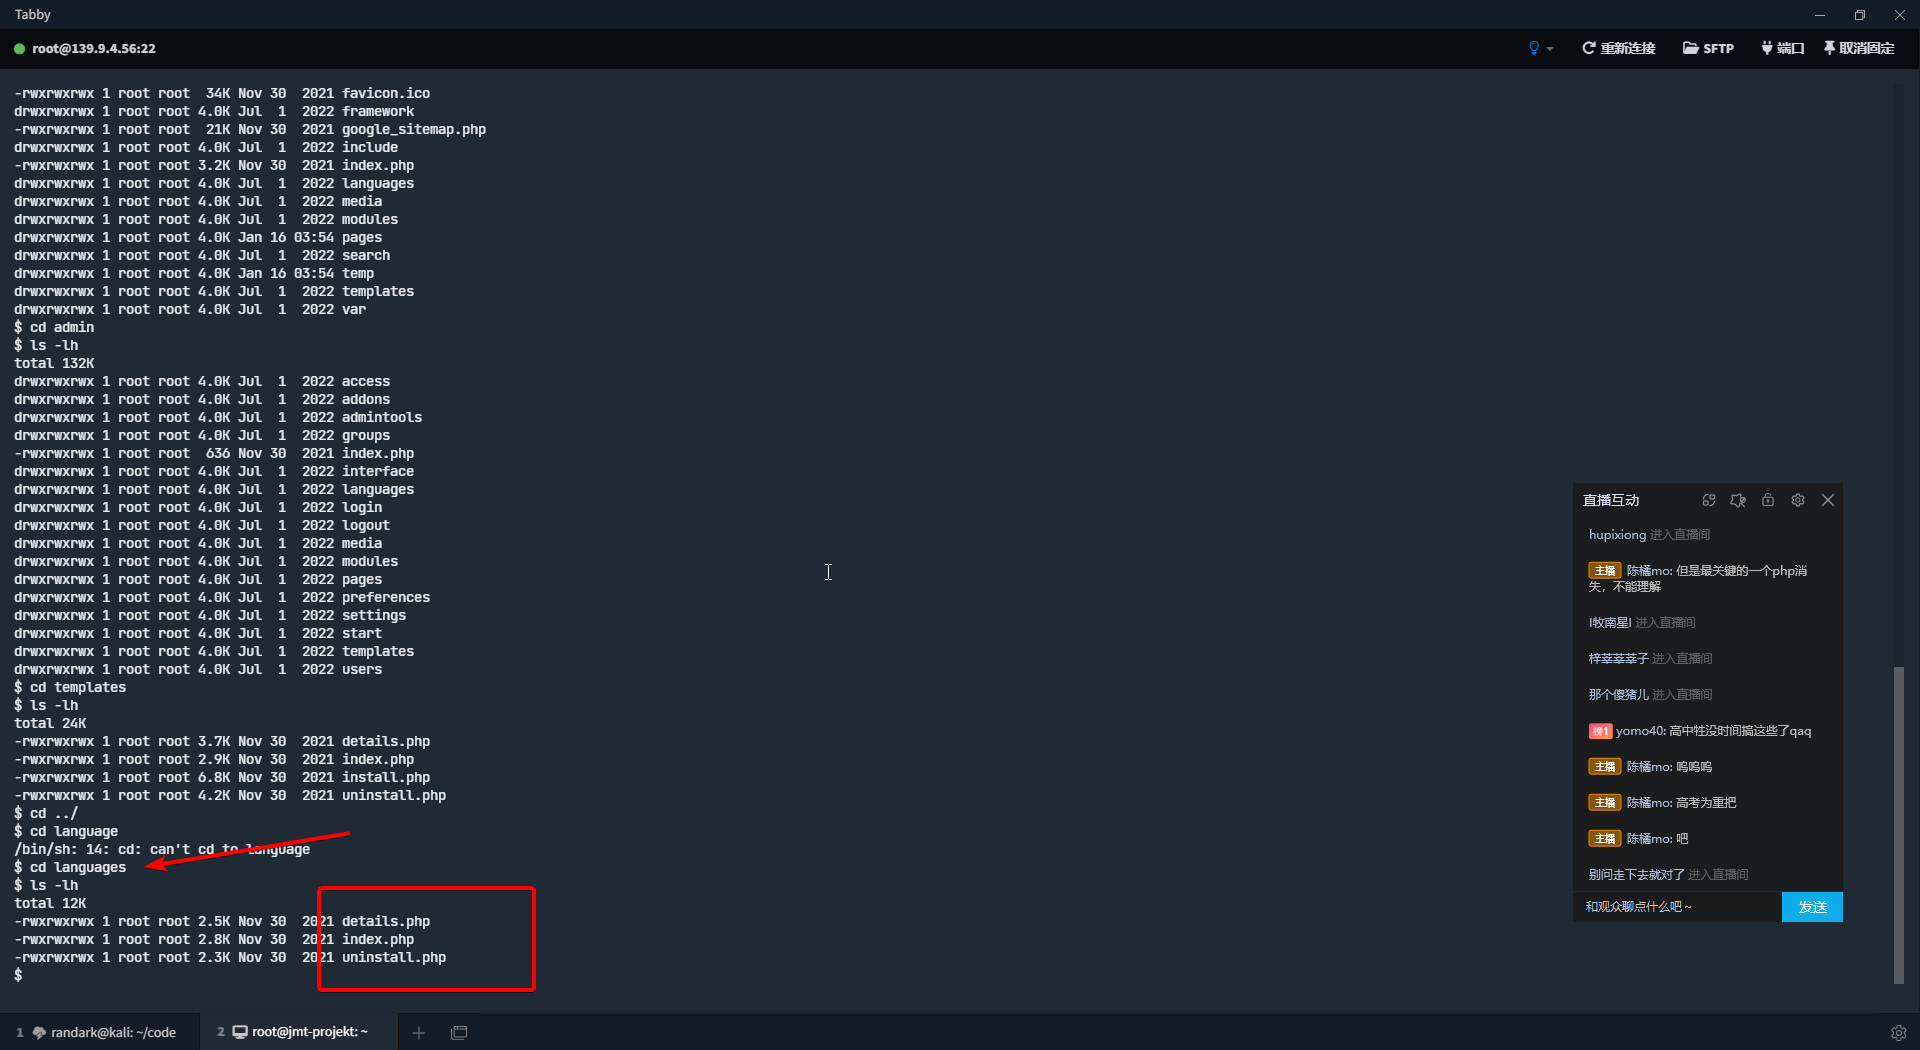 Tabby
root@139.9.4.56:22
重新连接
SFTP
端口
取消固定
-rwxrwxrwx 1 root root  34K Nov 30  2021 favicon.ico
drwxrwxrwx 1 root root 4.0K Jul  1  2022 framework
-rwxrwxrwx 1 root root  21K Nov 30  2021 google_sitemap.php
drwxrwxrwx 1 root root 4.0K Jul  1  2022 include
-rwxrwxrwx 1 root root 3.2K Nov 30  2021 index.php
drwxrwxrwx 1 root root 4.0K Jul  1  2022 languages
drwxrwxrwx 1 root root 4.0K Jul  1  2022 media
drwxrwxrwx 1 root root 4.0K Jul  1  2022 modules
drwxrwxrwx 1 root root 4.0K Jan 16 03:54 pages
drwxrwxrwx 1 root root 4.0K Jul  1  2022 search
drwxrwxrwx 1 root root 4.0K Jan 16 03:54 temp
drwxrwxrwx 1 root root 4.0K Jul  1  2022 templates
drwxrwxrwx 1 root root 4.0K Jul  1  2022 var
$ cd admin
$ ls -lh
total 132K
drwxrwxrwx 1 root root 4.0K Jul  1  2022 access
drwxrwxrwx 1 root root 4.0K Jul  1  2022 addons
drwxrwxrwx 1 root root 4.0K Jul  1  2022 admintools
drwxrwxrwx 1 root root 4.0K Jul  1  2022 groups
-rwxrwxrwx 1 root root  636 Nov 30  2021 index.php
drwxrwxrwx 1 root root 4.0K Jul  1  2022 interface
drwxrwxrwx 1 root root 4.0K Jul  1  2022 languages
drwxrwxrwx 1 root root 4.0K Jul  1  2022 login
drwxrwxrwx 1 root root 4.0K Jul  1  2022 logout
drwxrwxrwx 1 root root 4.0K Jul  1  2022 media
drwxrwxrwx 1 root root 4.0K Jul  1  2022 modules
drwxrwxrwx 1 root root 4.0K Jul  1  2022 pages
drwxrwxrwx 1 root root 4.0K Jul  1  2022 preferences
drwxrwxrwx 1 root root 4.0K Jul  1  2022 settings
drwxrwxrwx 1 root root 4.0K Jul  1  2022 start
drwxrwxrwx 1 root root 4.0K Jul  1  2022 templates
drwxrwxrwx 1 root root 4.0K Jul  1  2022 users
$ cd templates
$ ls -lh
total 24K
-rwxrwxrwx 1 root root 3.7K Nov 30  2021 details.php
-rwxrwxrwx 1 root root 2.9K Nov 30  2021 index.php
-rwxrwxrwx 1 root root 6.8K Nov 30  2021 install.php
-rwxrwxrwx 1 root root 4.2K Nov 30  2021 uninstall.php
$ cd ../
$ cd language
/bin/sh: 14: cd: can't cd to language
$ cd languages
$ ls -lh
total 12K
-rwxrwxrwx 1 root root 2.5K Nov 30  2021 details.php
-rwxrwxrwx 1 root root 2.8K Nov 30  2021 index.php
-rwxrwxrwx 1 root root 2.3K Nov 30  2021 uninstall.php
$
直播互动
hupixiong 进入直播间
主播 陈橘mo: 但是最关键的一个php消
失，不能理解
I牧南星I 进入直播间
梓莘莘莘子 进入直播间
那个傻猪儿 进入直播间
榜1 yomo40: 高中牲没时间搞这些了qaq
主播 陈橘mo: 呜呜呜
主播 陈橘mo: 高考为重把
主播 陈橘mo: 吧
别问走下去就对了 进入直播间
和观众聊点什么吧～
发送
1 randark@kali: ~/code
2 root@jmt-projekt: ~